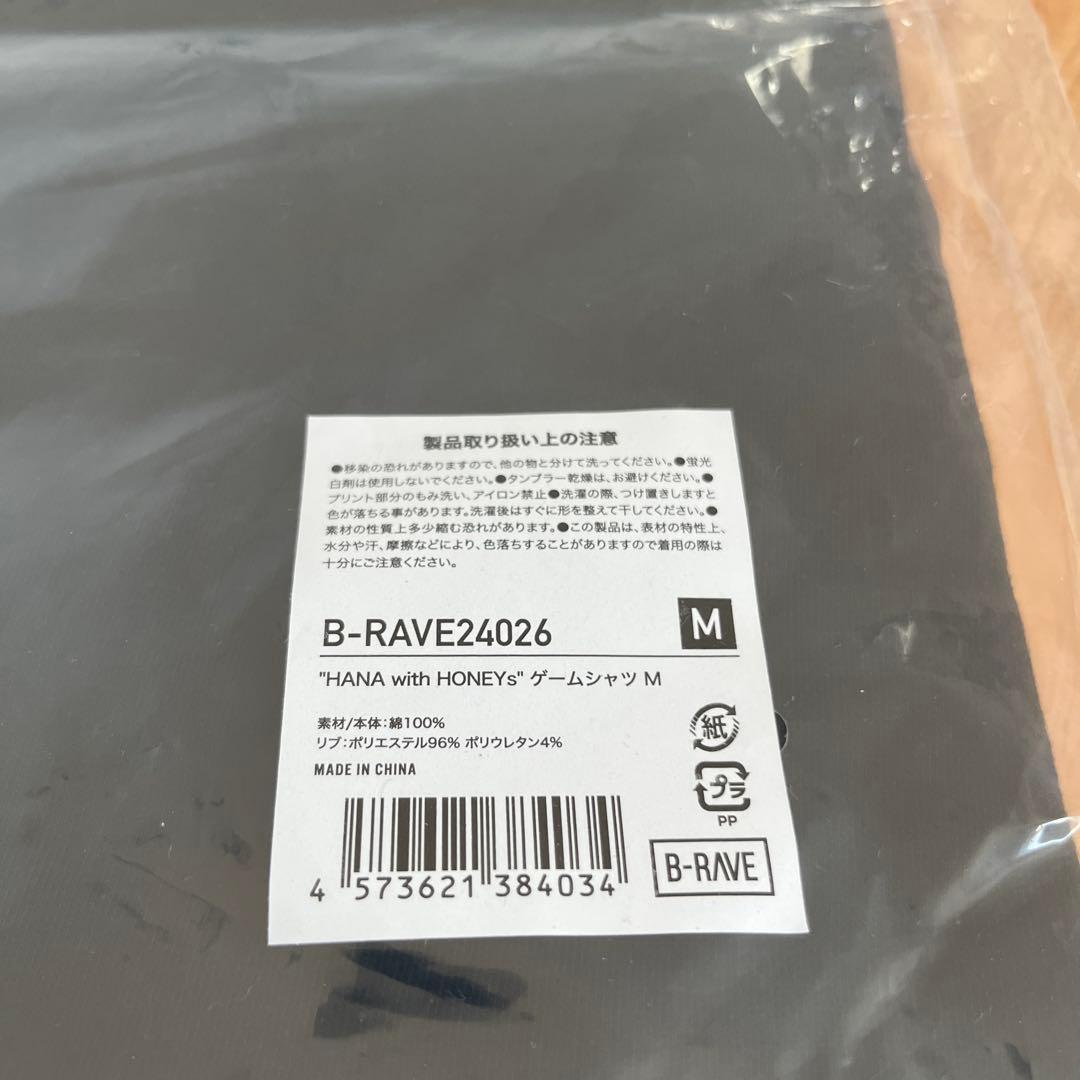 製品取り扱い上の注意
●移染の恐れがありますので、他の物と分けて洗ってください。●蛍光
白剤は使用しないでください。●タンブラー乾燥は、お避けください。●
プリント部分のもみ洗い、アイロン禁止●洗濯の際、つけ置きしますと
色が落ちる事があります。洗濯後はすぐに形を整えて干してください。●
素材の性質上多少縮む恐れがあります。●この製品は、表材の特性上、
水分や汗、摩擦などにより、色落ちすることがありますので着用の際は
十分にご注意ください。
B-RAVE24026
M
"HANA with HONEYs" ゲームシャツ M
素材/本体：綿100%
リブ：ポリエステル96% ポリウレタン4%
MADE IN CHINA
紙
プラ
PP
B-RAVE
4 573621 384034